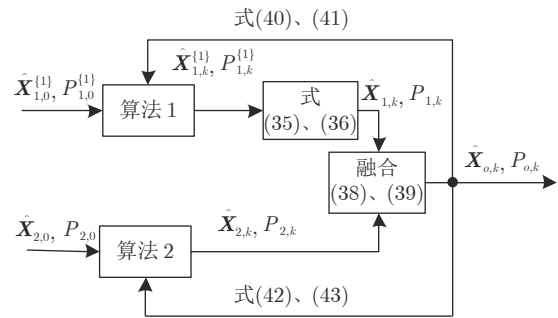 式(40)、(41)
X̂_{1,0}^{{1}}, P_{1,0}^{{1}}
算法 1
X̂_{1,k}^{{1}}, P_{1,k}^{{1}}
式
(35)、(36)
X̂_{1,k}, P_{1,k}
融合
(38)、(39)
X̂_{o,k}, P_{o,k}
X̂_{2,0}, P_{2,0}
算法 2
X̂_{2,k}, P_{2,k}
式(42)、(43)